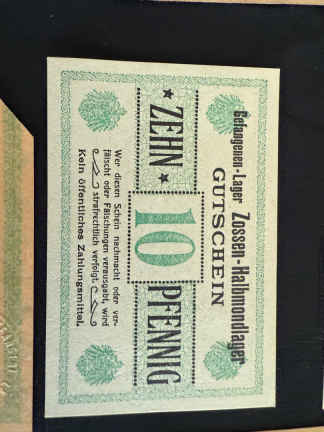 Gefangenen-Lager Zossen-Halbmondlager
GUTSCHEIN
★ ZEHN ★ 10 PFENNIG
Wer diesen Schein nachmacht oder ver-
fälscht oder Fälschungen verausgabt, wird
strafrechtlich verfolgt.
Kein öffentliches Zahlungsmittel.